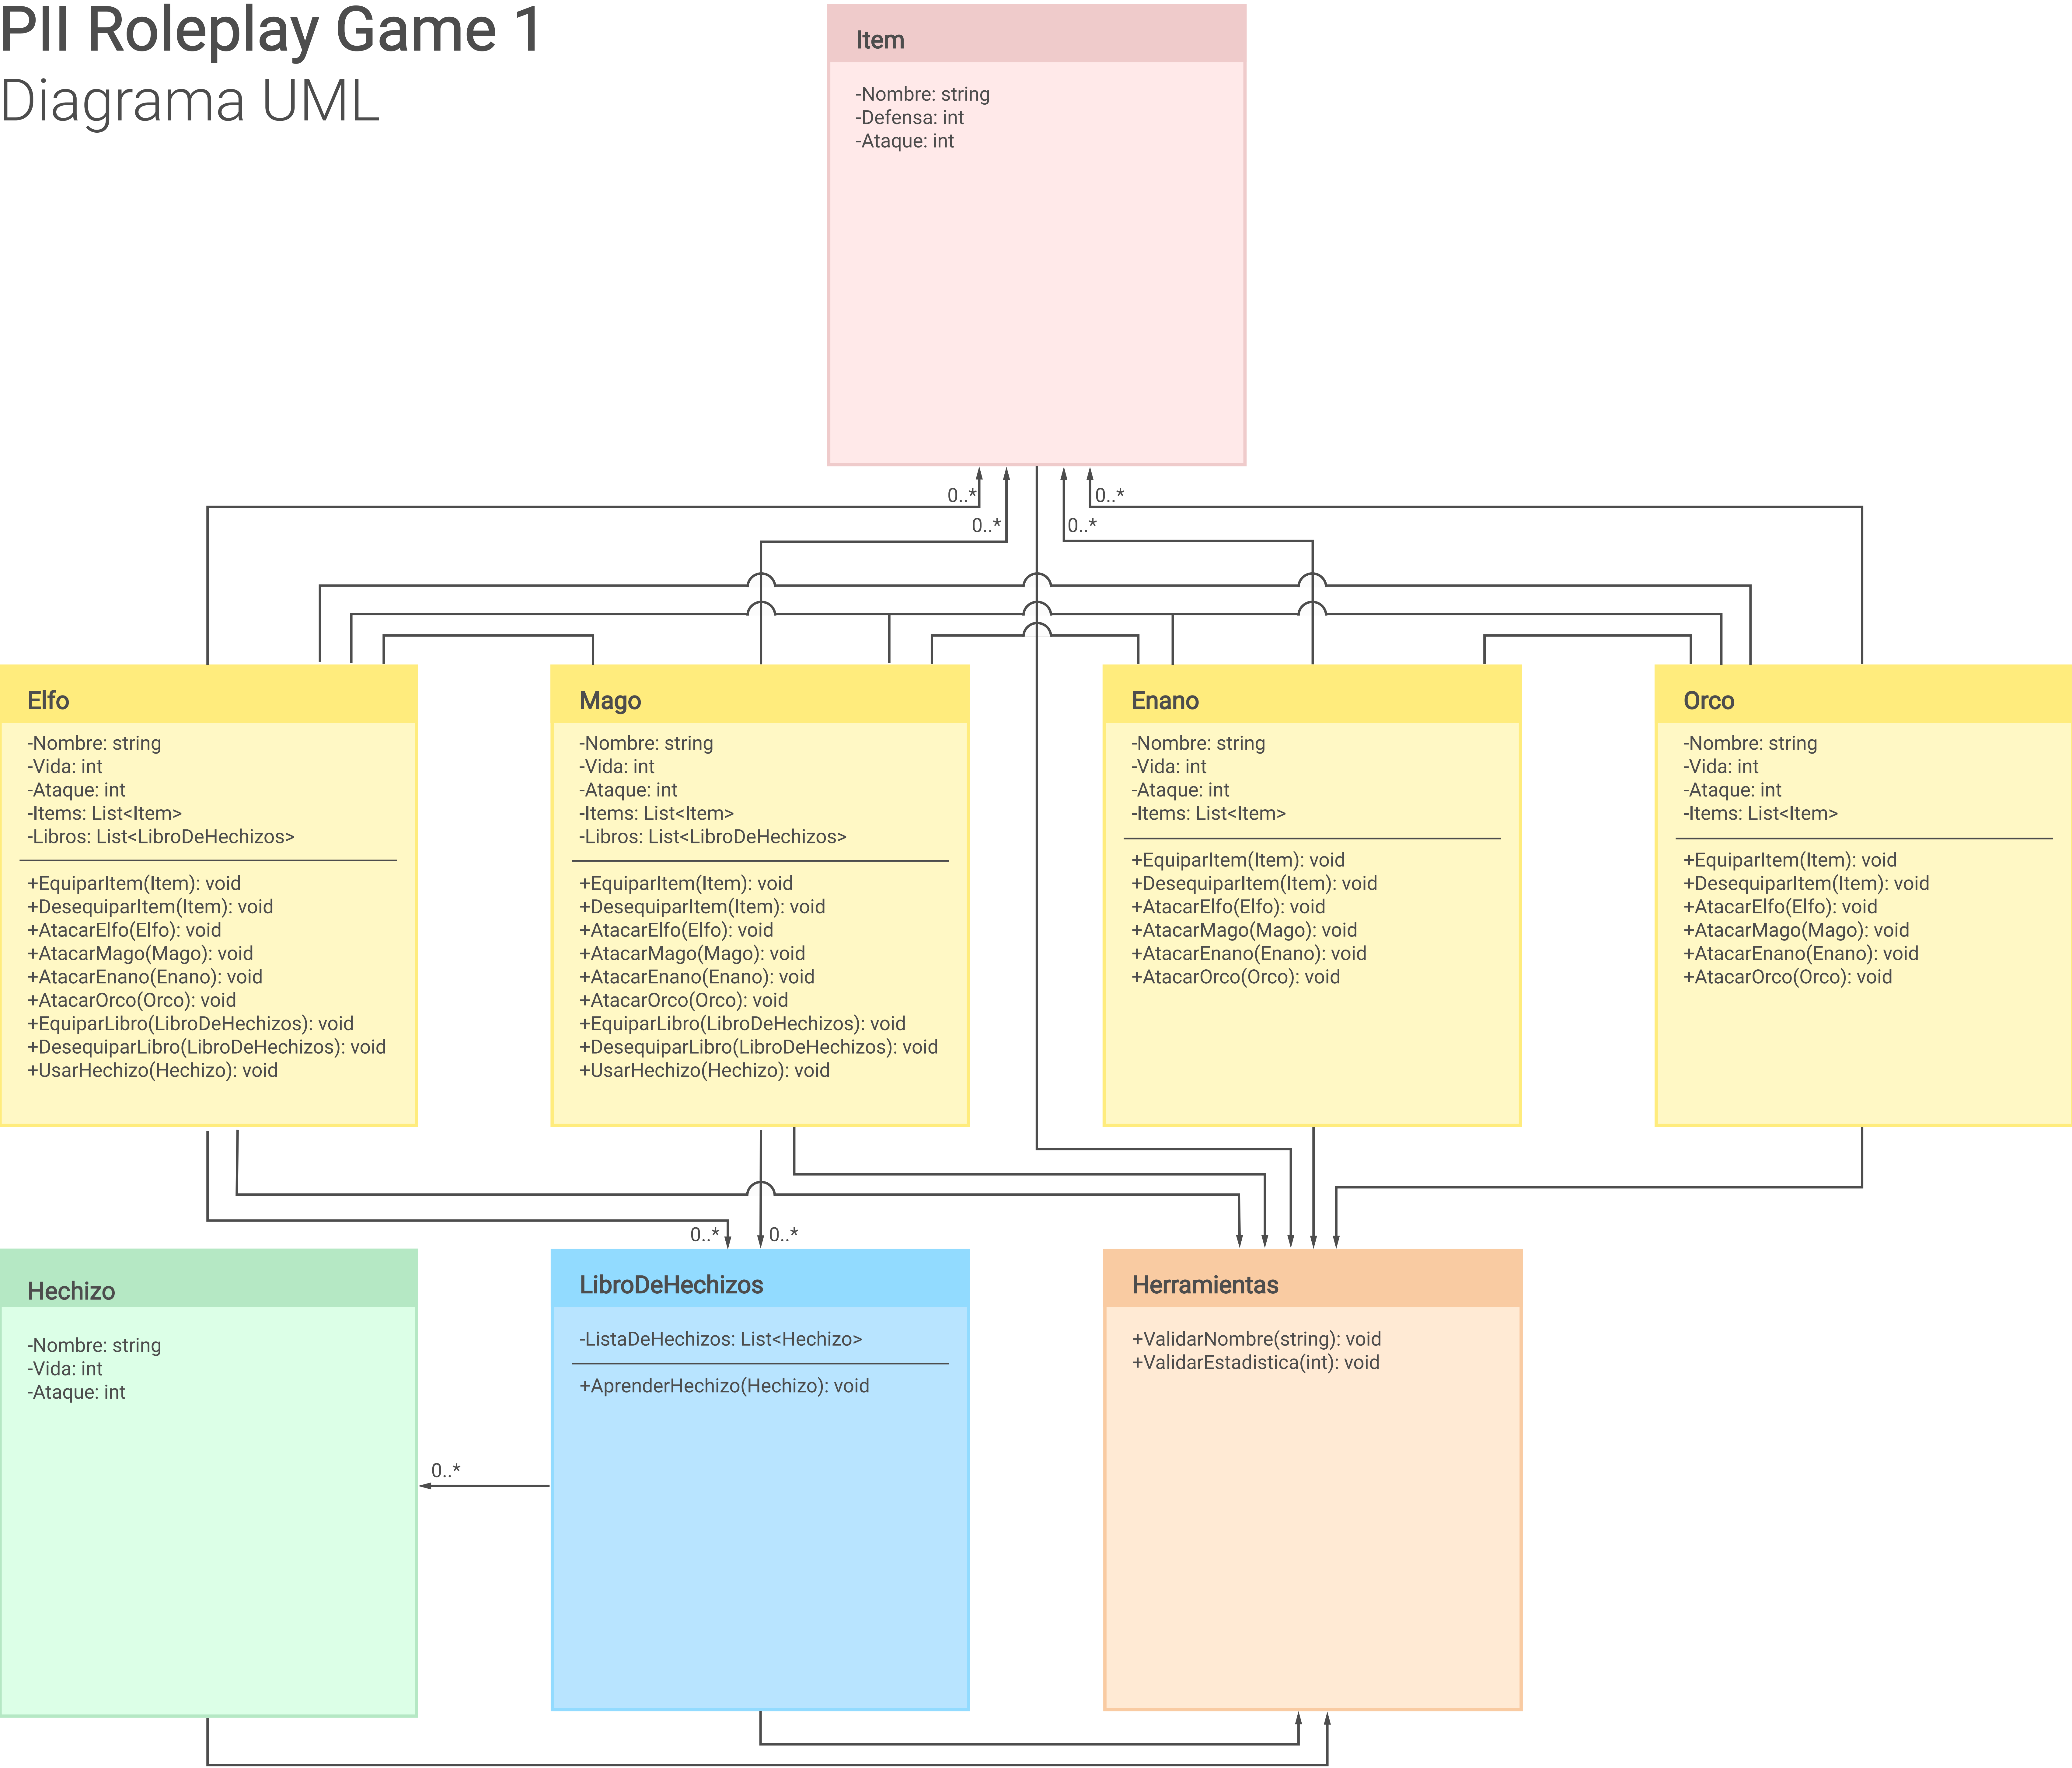 PII Roleplay Game 1
Diagrama UML
Item
-Nombre: string
-Defensa: int
-Ataque: int
0..*
0..*
0..*
0..*
Elfo
-Nombre: string
-Vida: int
-Ataque: int
-Items: List<Item>
-Libros: List<LibroDeHechizos>
+EquiparItem(Item): void
+DesequiparItem(Item): void
+AtacarElfo(Elfo): void
+AtacarMago(Mago): void
+AtacarEnano(Enano): void
+AtacarOrco(Orco): void
+EquiparLibro(LibroDeHechizos): void
+DesequiparLibro(LibroDeHechizos): void
+UsarHechizo(Hechizo): void
Mago
-Nombre: string
-Vida: int
-Ataque: int
-Items: List<Item>
-Libros: List<LibroDeHechizos>
+EquiparItem(Item): void
+DesequiparItem(Item): void
+AtacarElfo(Elfo): void
+AtacarMago(Mago): void
+AtacarEnano(Enano): void
+AtacarOrco(Orco): void
+EquiparLibro(LibroDeHechizos): void
+DesequiparLibro(LibroDeHechizos): void
+UsarHechizo(Hechizo): void
Enano
-Nombre: string
-Vida: int
-Ataque: int
-Items: List<Item>
+EquiparItem(Item): void
+DesequiparItem(Item): void
+AtacarElfo(Elfo): void
+AtacarMago(Mago): void
+AtacarEnano(Enano): void
+AtacarOrco(Orco): void
Orco
-Nombre: string
-Vida: int
-Ataque: int
-Items: List<Item>
+EquiparItem(Item): void
+DesequiparItem(Item): void
+AtacarElfo(Elfo): void
+AtacarMago(Mago): void
+AtacarEnano(Enano): void
+AtacarOrco(Orco): void
0..*
0..*
Hechizo
-Nombre: string
-Vida: int
-Ataque: int
0..*
LibroDeHechizos
-ListaDeHechizos: List<Hechizo>
+AprenderHechizo(Hechizo): void
Herramientas
+ValidarNombre(string): void
+ValidarEstadistica(int): void